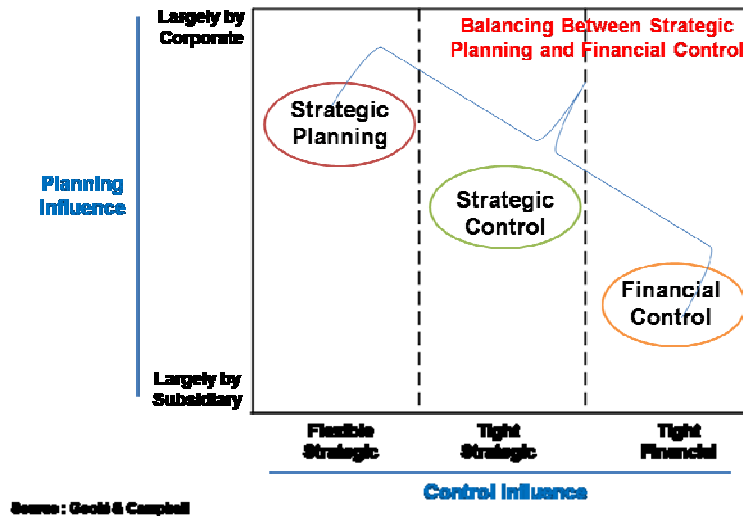 Largely by
Corporate
Balancing Between Strategic
Planning and Financial Control
Strategic
Planning
Planning
Influence
Strategic
Control
Financial
Control
Largely by
Subsidiary
Flexible
Strategic
Tight
Strategic
Tight
Financial
Control Influance
Source : Goold & Campbell